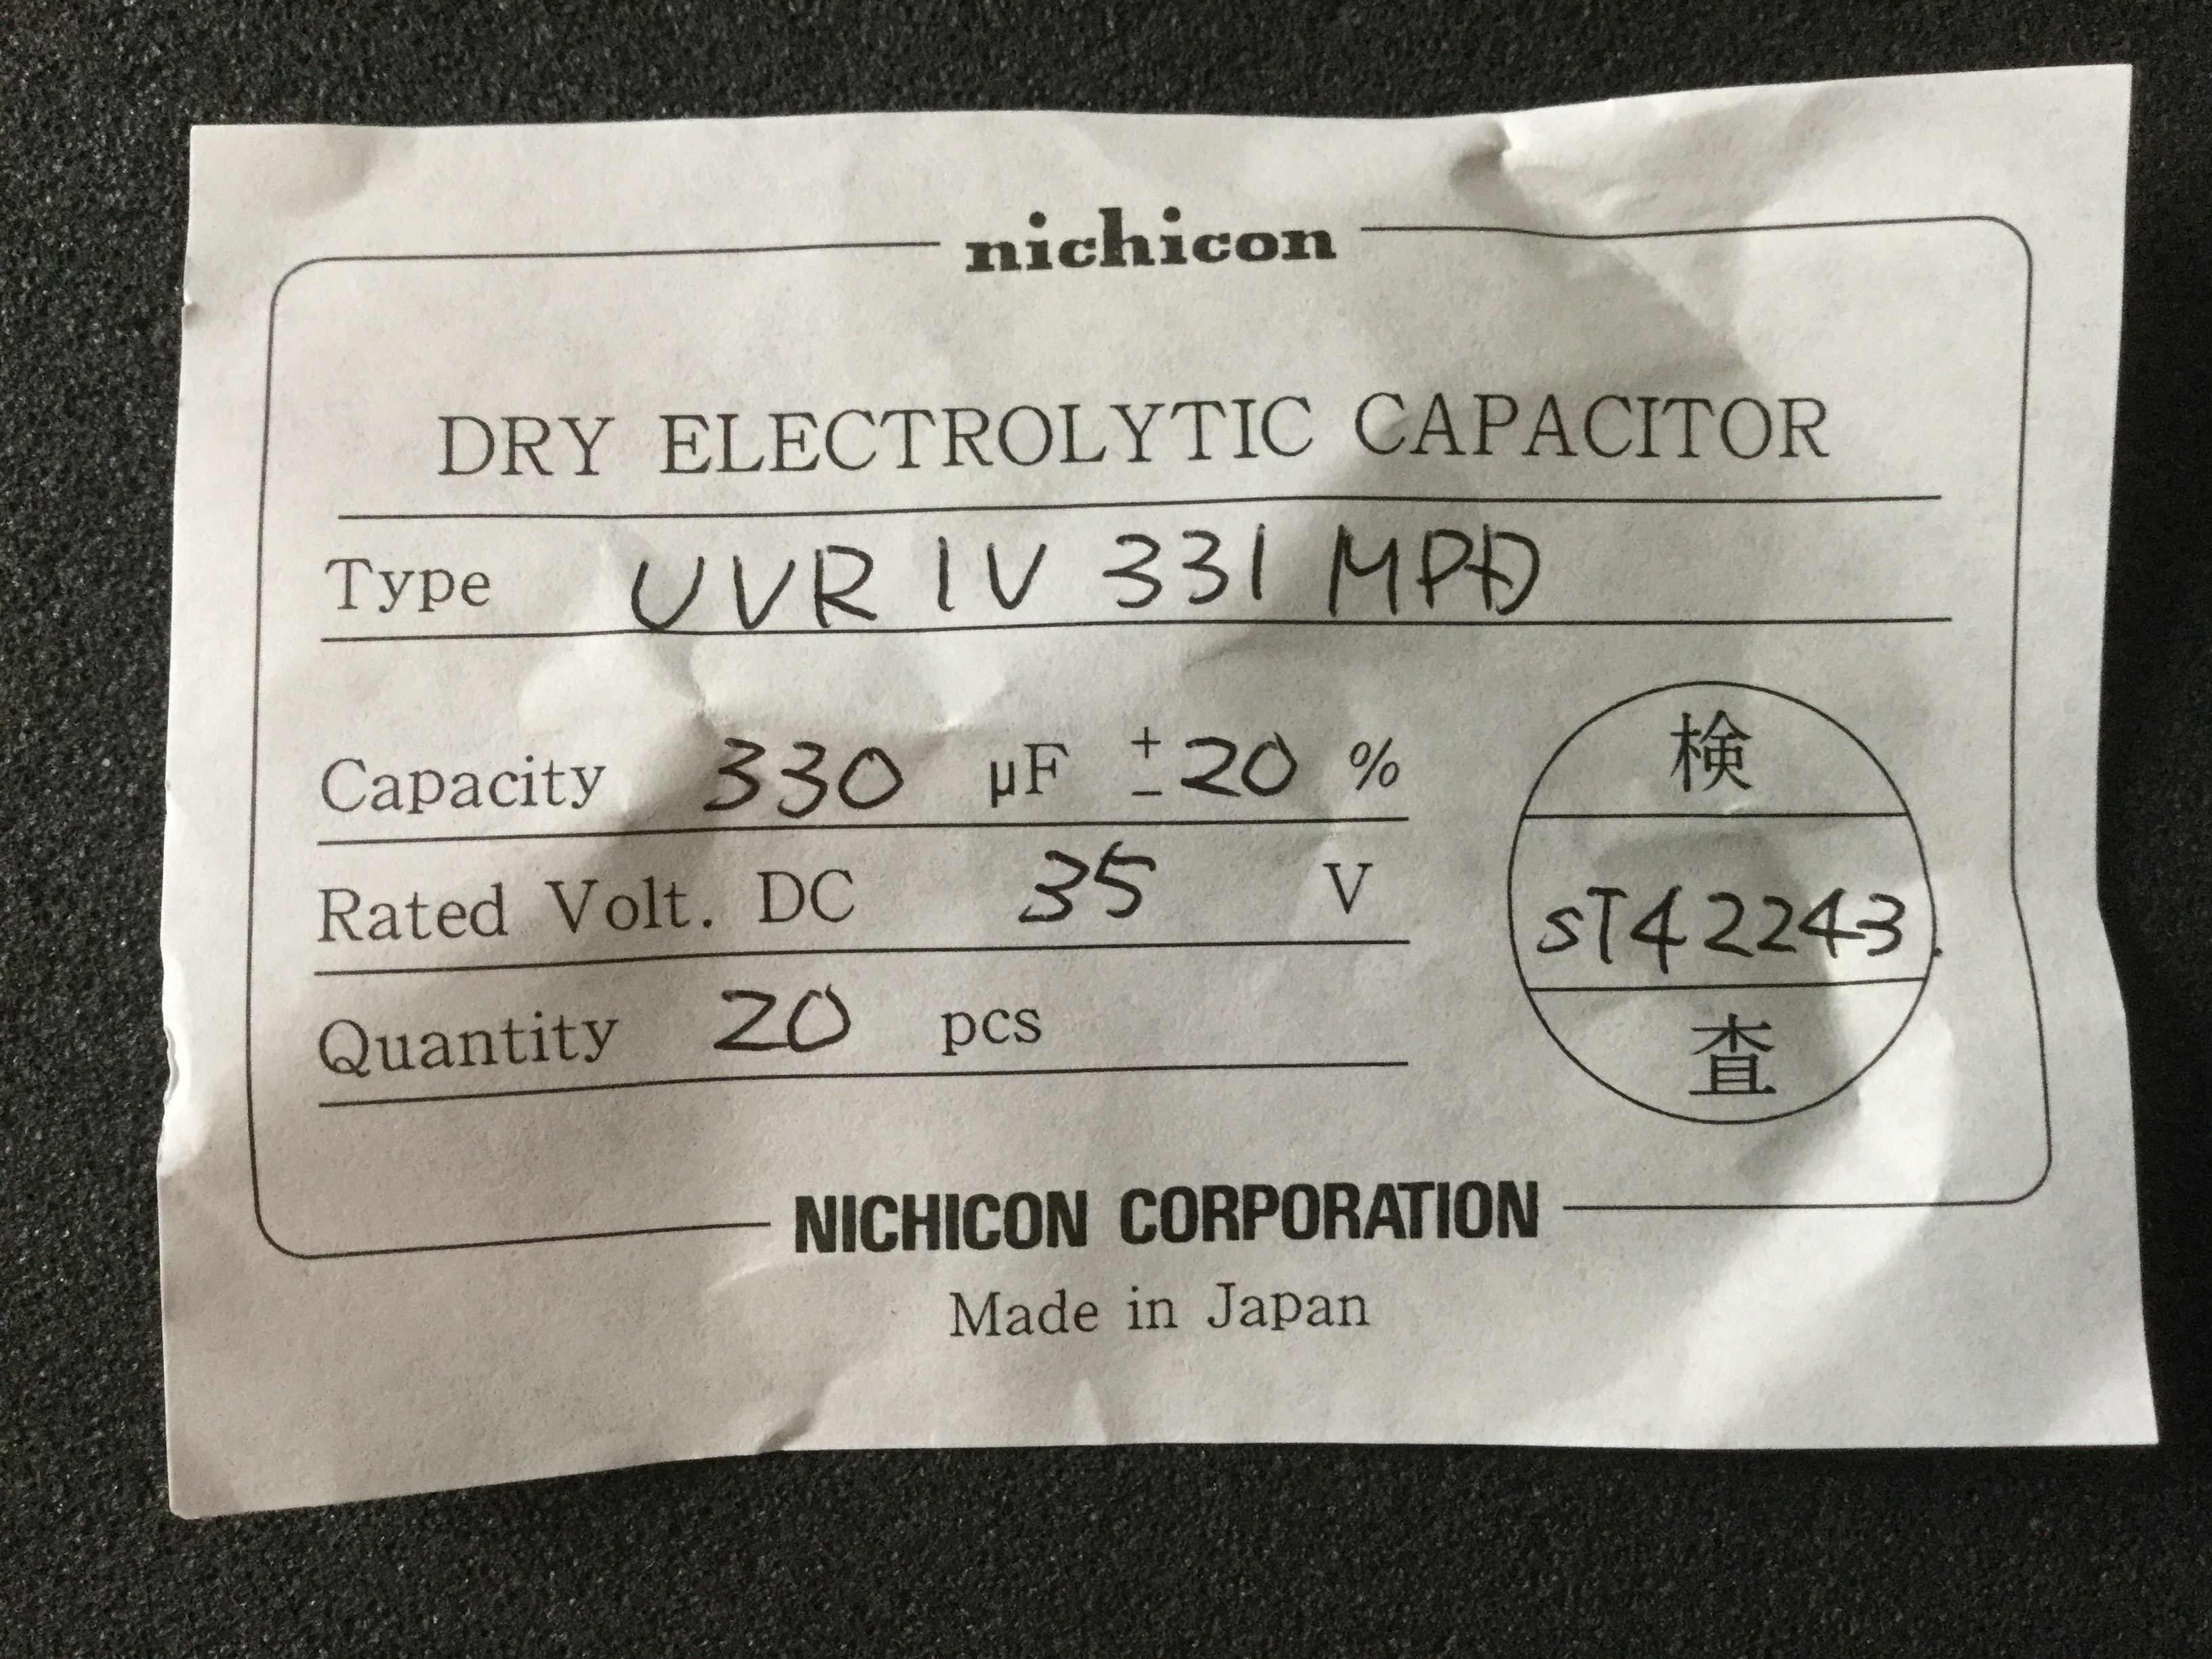 nichicon
DRY ELECTROLYTIC CAPACITOR
Type UVR 1V 331 MPD
Capacity 330 µF ±20 %
Rated Volt. DC 35 V
Quantity 20 pcs
検
ST42243.
査
NICHICON CORPORATION
Made in Japan